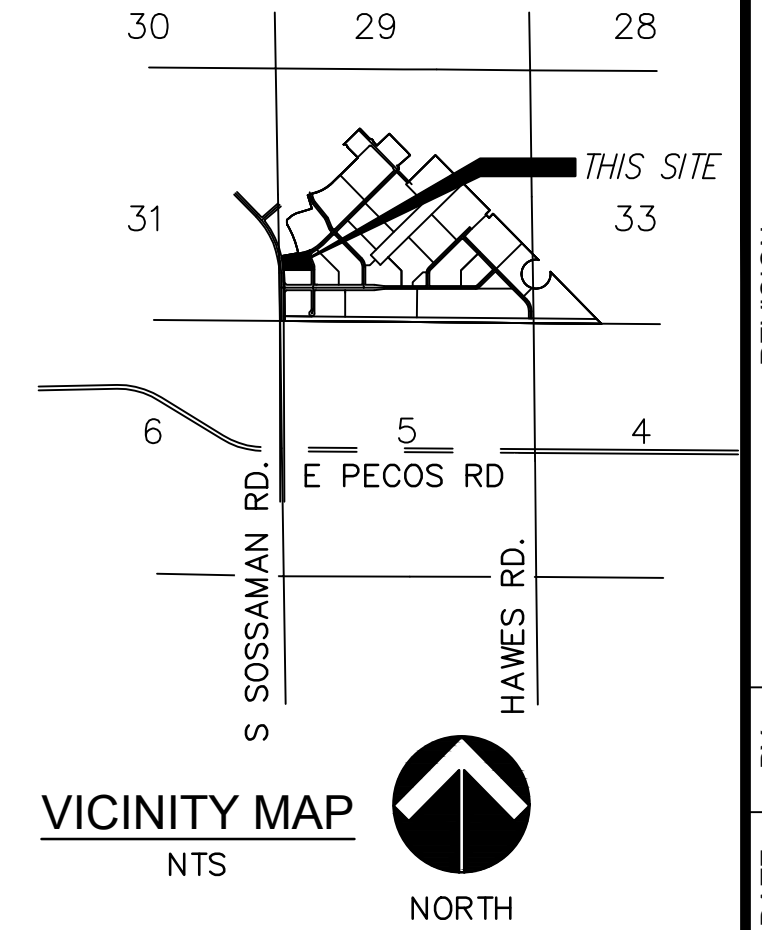 30 29 28
THIS SITE
31 33
6 5 4
E PECOS RD
S SOSSAMAN RD.
HAWES RD.
VICINITY MAP
NTS
NORTH